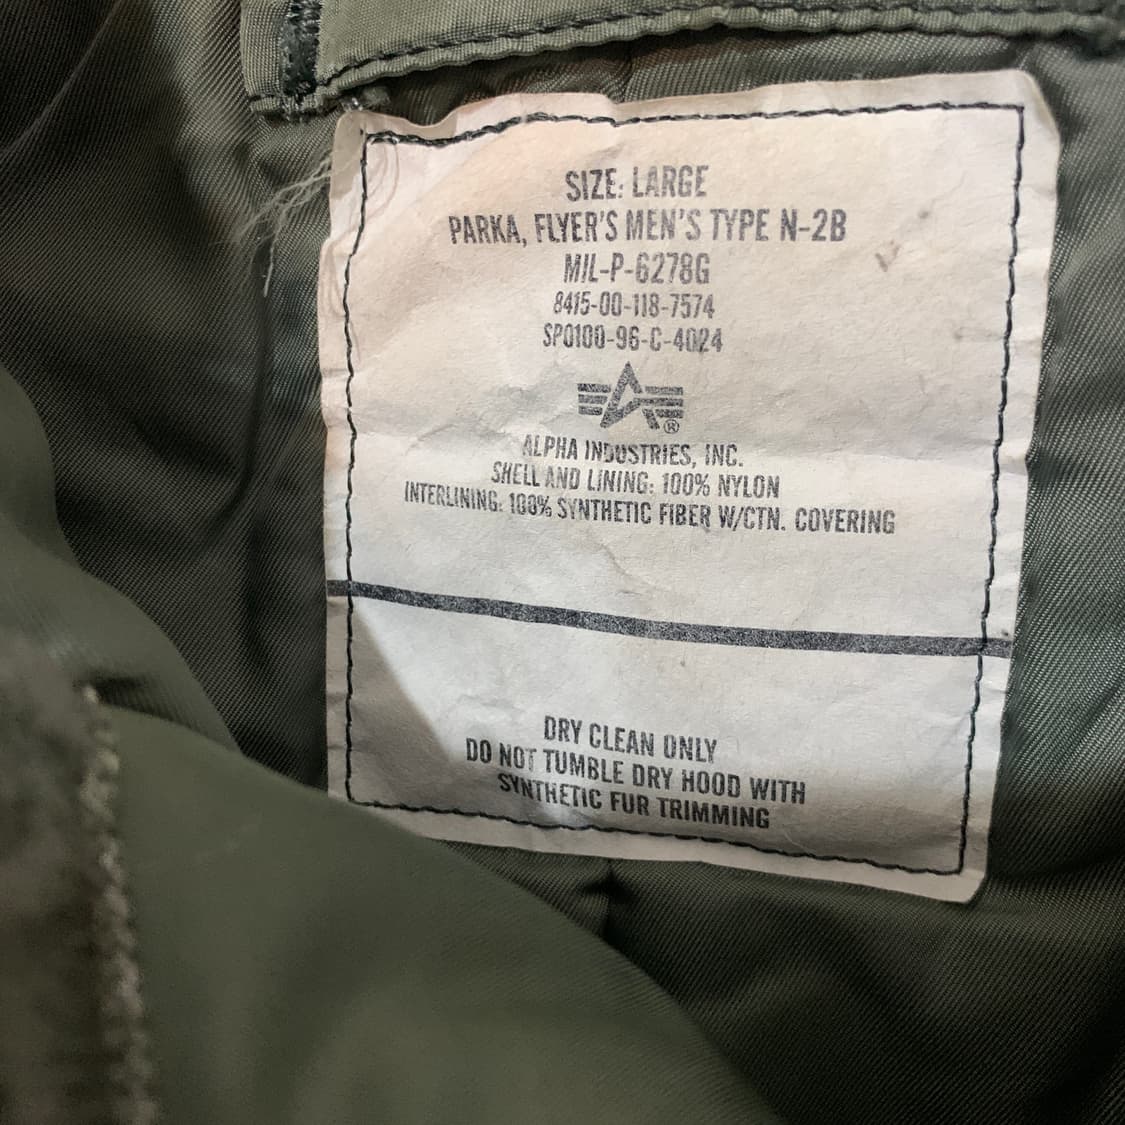 SIZE: LARGE
PARKA, FLYER'S MEN'S TYPE N-2B
MIL-P-6278G
8415-00-118-7574
SPO100-96-C-4024
®
ALPHA INDUSTRIES, INC.
SHELL AND LINING: 100% NYLON
INTERLINING: 100% SYNTHETIC FIBER W/CTN. COVERING
DRY CLEAN ONLY
DO NOT TUMBLE DRY HOOD WITH
SYNTHETIC FUR TRIMMING